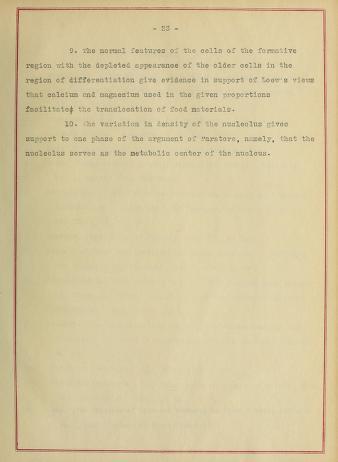 - 53 -
9. The normal features of the cells of the formative
region with the depleted appearance of the older cells in the
region of differentiation give evidence in support of Loew's views
that calcium and magnesium used in the given proportions
facilitates the translocation of food materials.
10. The variation in density of the nucleolus gives
support to one phase of the argument of Paratore, namely, that the
nucleolus serves as the metabolic center of the nucleus.